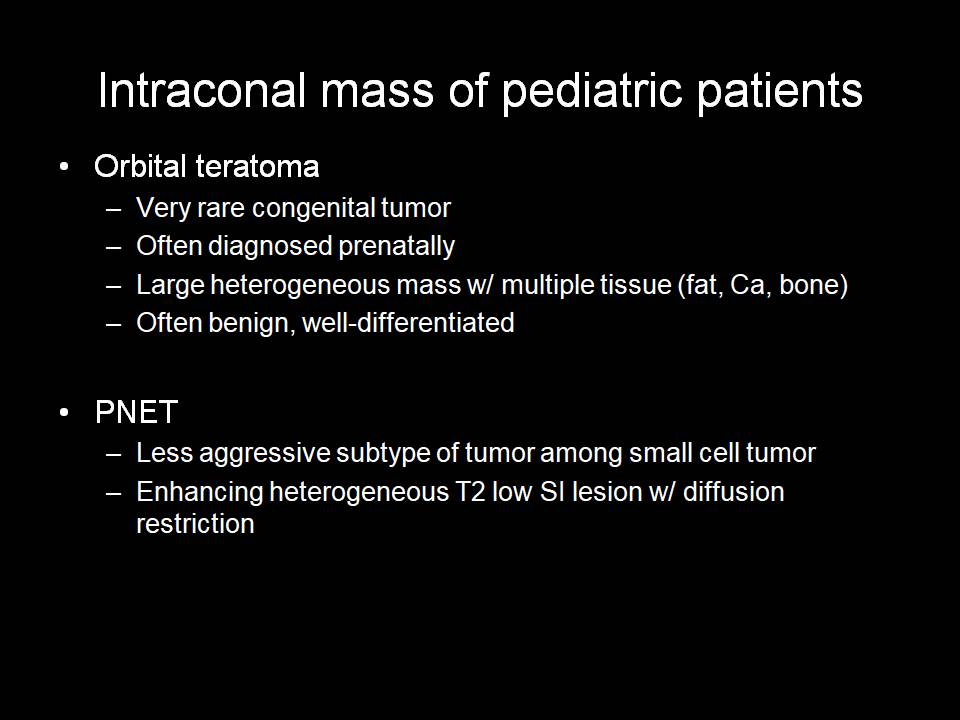 Intraconal mass of pediatric patients
• Orbital teratoma
– Very rare congenital tumor
– Often diagnosed prenatally
– Large heterogeneous mass w/ multiple tissue (fat, Ca, bone)
– Often benign, well-differentiated
• PNET
– Less aggressive subtype of tumor among small cell tumor
– Enhancing heterogeneous T2 low SI lesion w/ diffusion
restriction